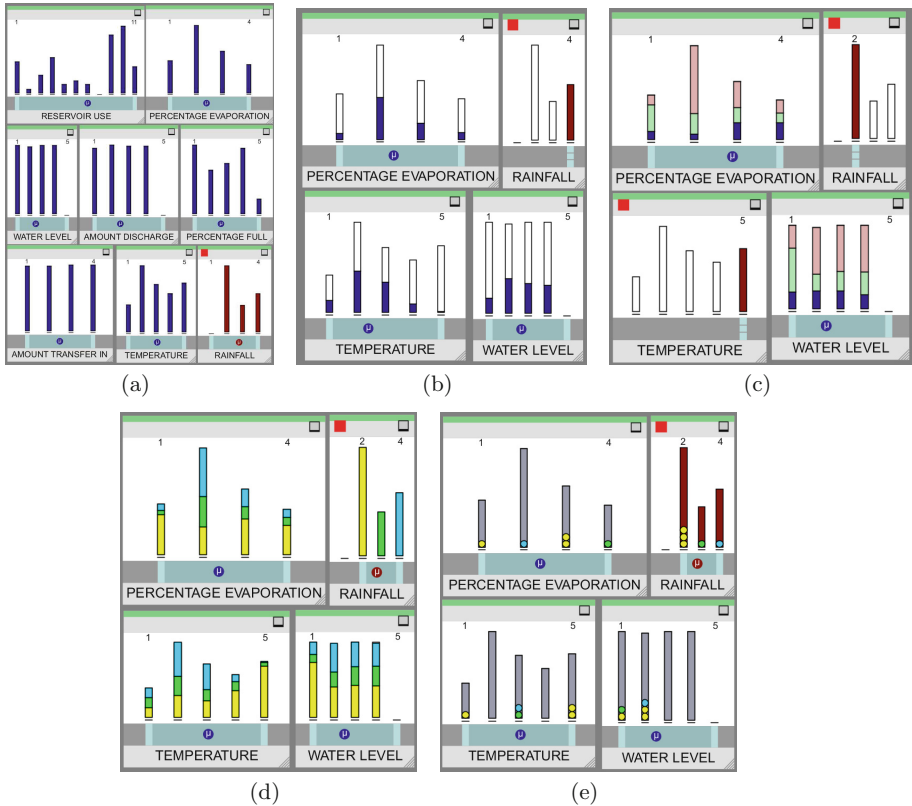 1 11 1 4
μ μ
RESERVOIR USE PERCENTAGE EVAPORATION
1 5 1 5 1 5
μ μ μ
WATER LEVEL AMOUNT DISCHARGE PERCENTAGE FULL
1 4 1 5 1 4
μ μ μ
AMOUNT TRANSFER IN TEMPERATURE RAINFALL
(a)
1 4 4
μ
PERCENTAGE EVAPORATION RAINFALL
1 5 1 5
μ μ
TEMPERATURE WATER LEVEL
(b)
1 4 2
μ
PERCENTAGE EVAPORATION RAINFALL
5 1 5
μ
TEMPERATURE WATER LEVEL
(c)
1 4 2 4
μ μ
PERCENTAGE EVAPORATION RAINFALL
1 5 1 5
μ μ
TEMPERATURE WATER LEVEL
(d)
1 4 2 4
μ μ
PERCENTAGE EVAPORATION RAINFALL
1 5 1 5
μ μ
TEMPERATURE WATER LEVEL
(e)